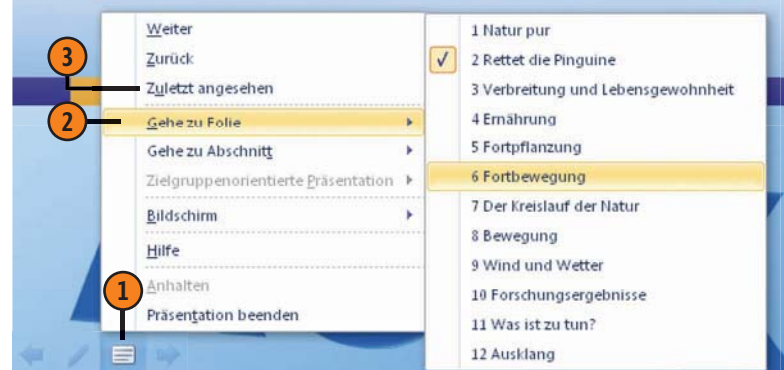 Weiter
Zurück
Zuletzt angesehen
Gehe zu Folie
Gehe zu Abschnitt
Zielgruppenorientierte Präsentation
Bildschirm
Hilfe
Anhalten
Präsentation beenden
1 Natur pur
2 Rettet die Pinguine
3 Verbreitung und Lebensgewohnheit
4 Ernährung
5 Fortpflanzung
6 Fortbewegung
7 Der Kreislauf der Natur
8 Bewegung
9 Wind und Wetter
10 Forschungsergebnisse
11 Was ist zu tun?
12 Ausklang
3
2
1